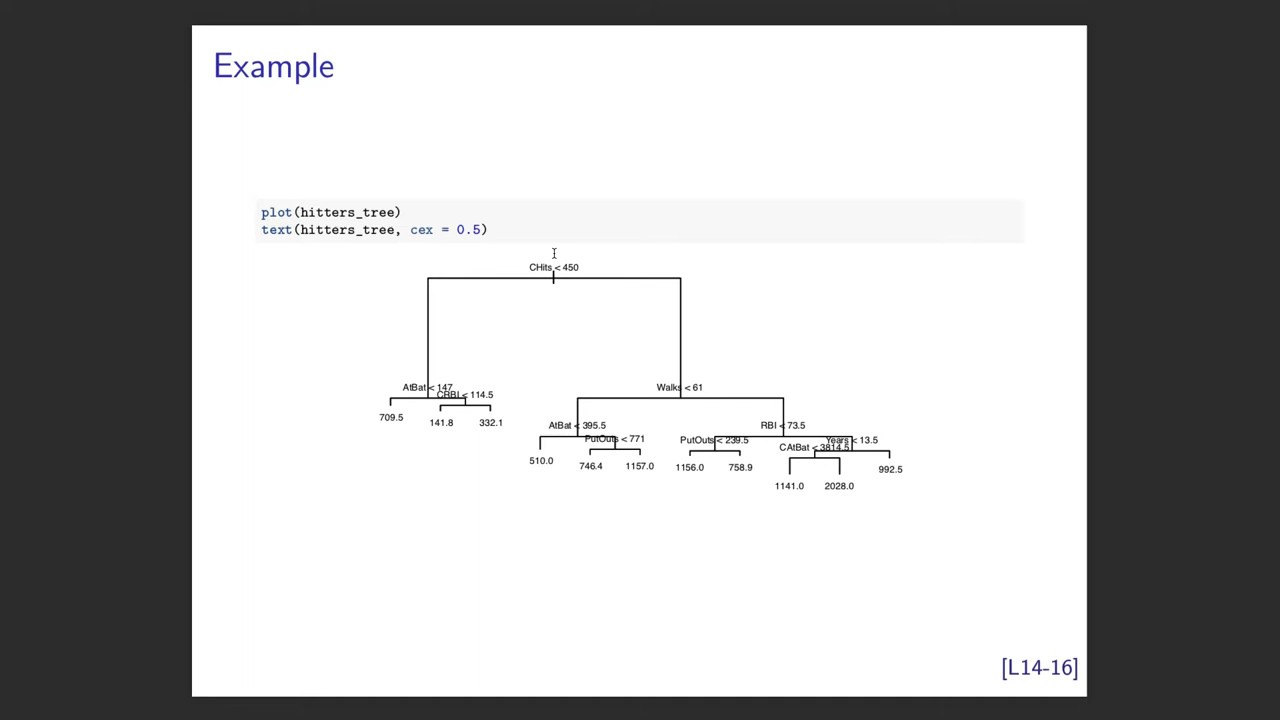 Example
plot(hitters_tree)
text(hitters_tree, cex = 0.5)
CHits < 450
AtBat < 147
CRBI < 114.5
709.5
141.8
332.1
Walks < 61
AtBat < 395.5
PutOuts < 771
510.0
746.4
1157.0
RBI < 73.5
PutOuts < 239.5
Years < 13.5
CAtBat < 3814.5
1156.0
758.9
992.5
1141.0
2028.0
[L14-16]